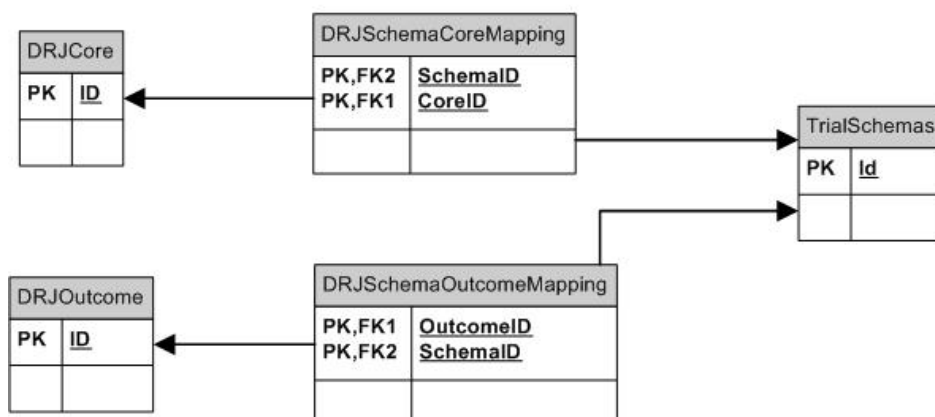 DRJCore
PK ID
DRJSchemaCoreMapping
PK,FK2 SchemaID
PK,FK1 CoreID
TrialSchemas
PK Id
DRJOutcome
PK ID
DRJSchemaOutcomeMapping
PK,FK1 OutcomeID
PK,FK2 SchemaID